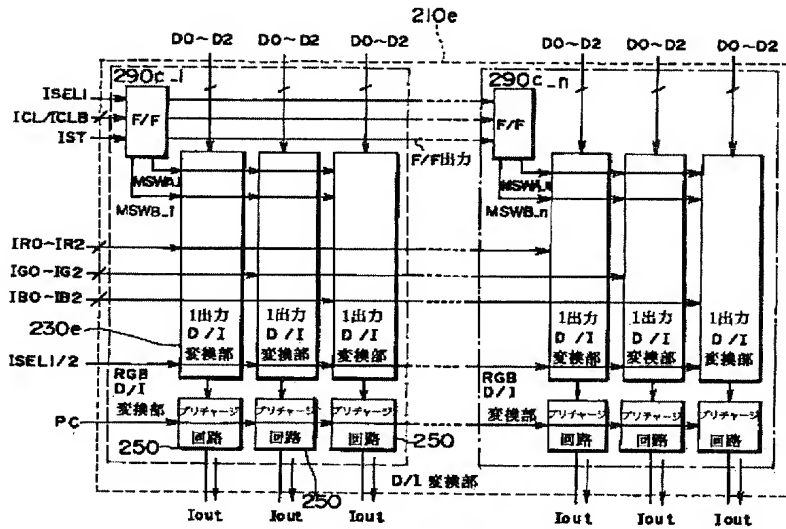 210e
D0~D2 D0~D2 D0~D2 D0~D2 D0~D2 D0~D2
290c_1 290c_n
ISEL1
ICL/ICLB
IST
F/F F/F
F/F出力
MSWA_1 MSWA_n
MSWB_1 MSWB_n
IR0~IR2
IG0~IG2
IB0~IB2
230e
1出力 D/I 変換部
1出力 D/I 変換部
1出力 D/I 変換部
1出力 D/I 変換部
1出力 D/I 変換部
1出力 D/I 変換部
ISEL1/2
RGB D/I 変換部
RGB D/I 変換部
PC
プリチャージ 回路
プリチャージ 回路
プリチャージ 回路
プリチャージ 回路
プリチャージ 回路
プリチャージ 回路
250 250 250
D/I 変換部
Iout Iout Iout Iout Iout Iout